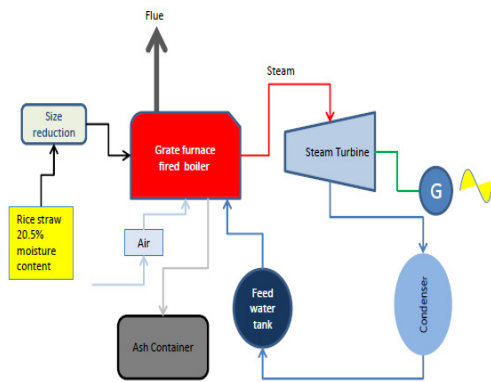 Flue
Steam
Size
reduction
Grate furnace
fired boiler
Steam Turbine
G
Rice straw
20.5%
moisture
content
Air
Feed
water
tank
Condenser
Ash Container